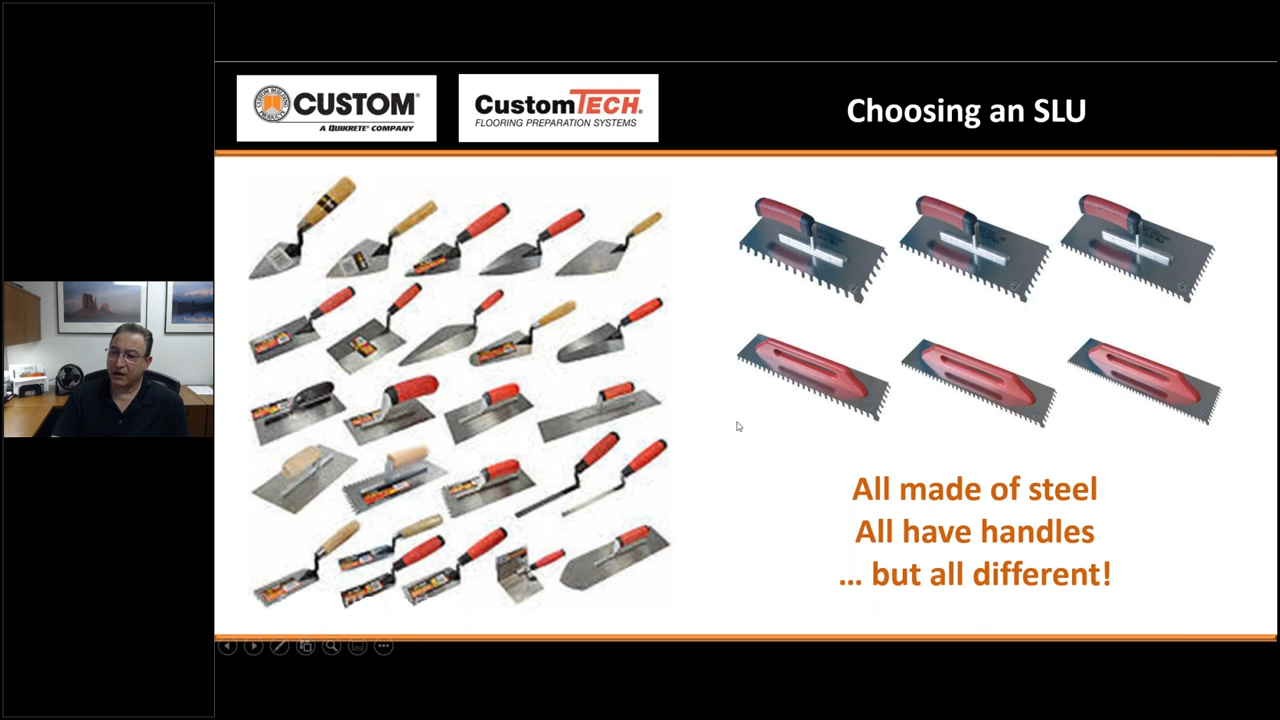 CUSTOM®
A QUIKRETE® COMPANY
CustomTECH®
FLOORING PREPARATION SYSTEMS
Choosing an SLU
All made of steel
All have handles
... but all different!